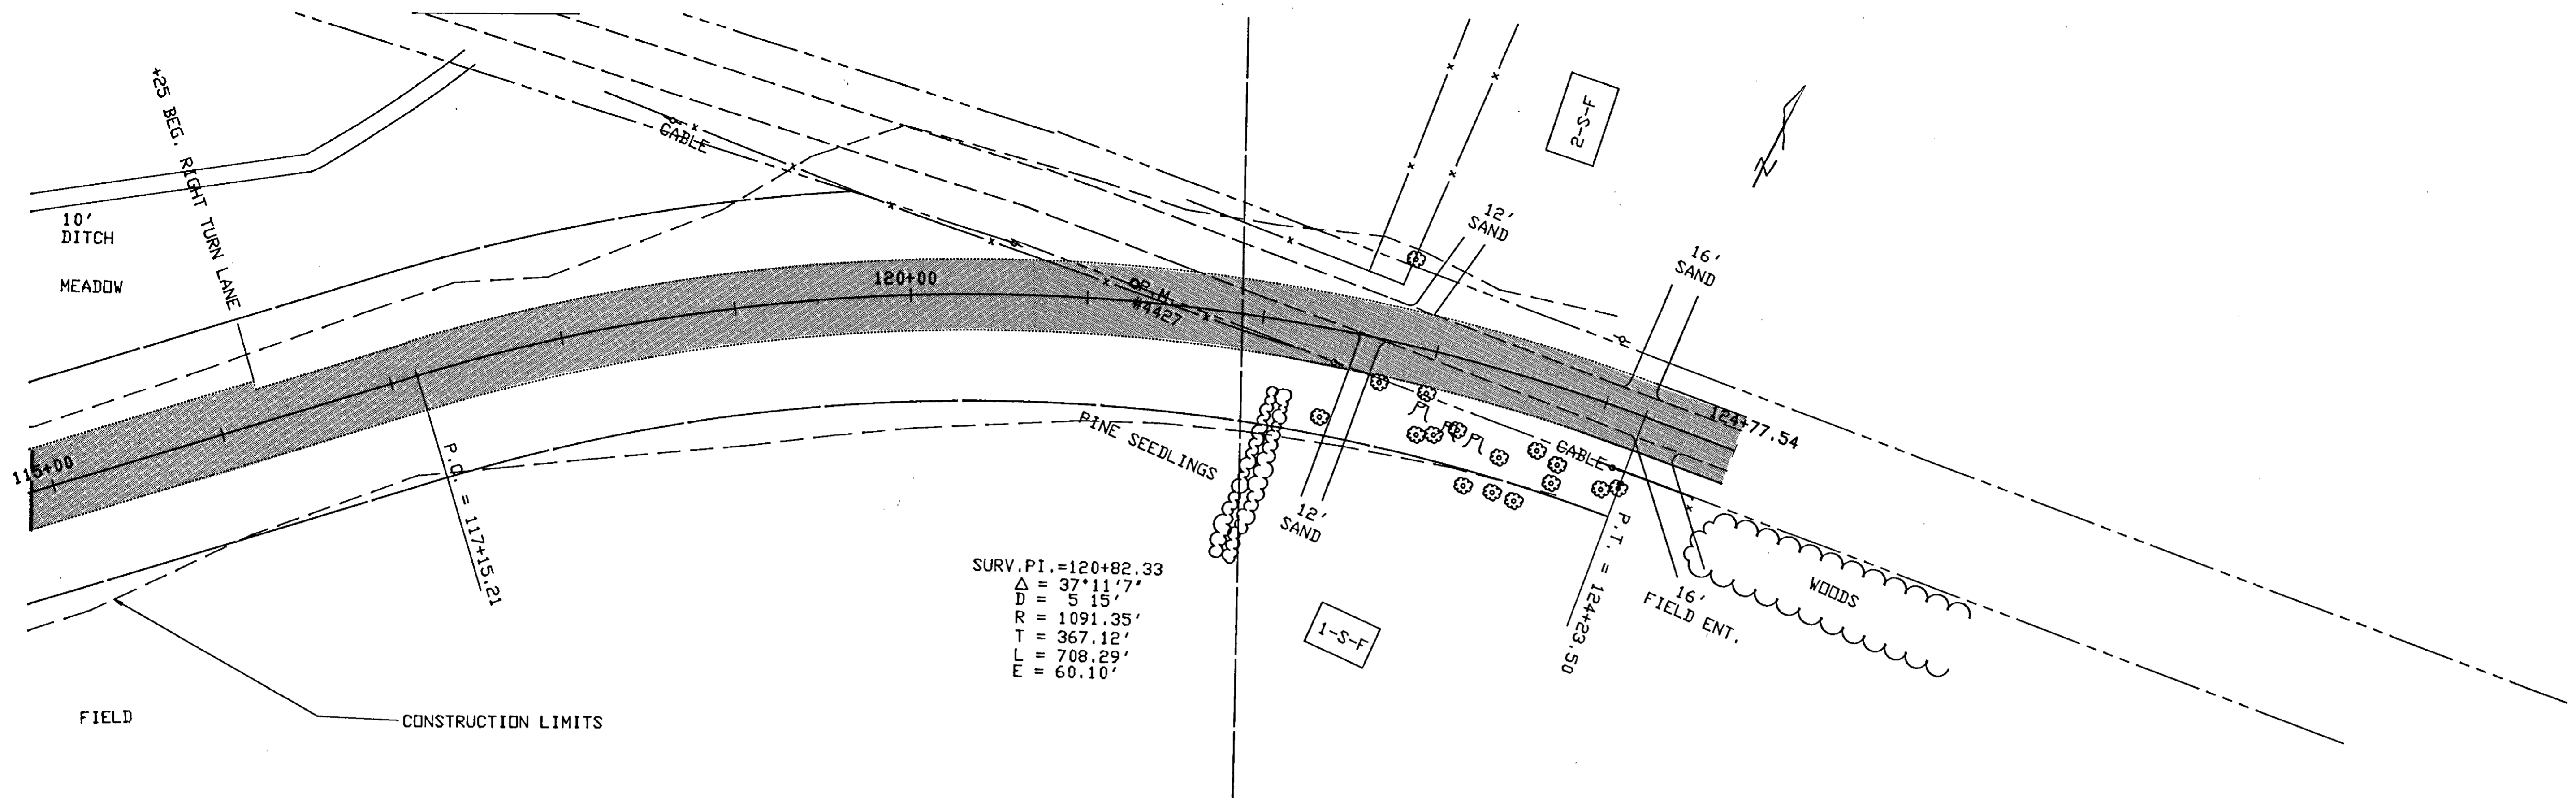 +25 BEG. RIGHT TURN LANE
10'
DITCH
MEADOW
115+00
P.C. = 117+15.21
CABLE
120+00
P.M.
#4427
2-S-F
N
12'
SAND
16'
SAND
124+77.54
PINE SEEDLINGS
12'
SAND
CABLE
P.T. = 124+23.50
16'
FIELD ENT.
WOODS
1-S-F
SURV.PI.=120+82.33
Δ = 37°11'7"
D = 5 15'
R = 1091.35'
T = 367.12'
L = 708.29'
E = 60.10'
FIELD
CONSTRUCTION LIMITS